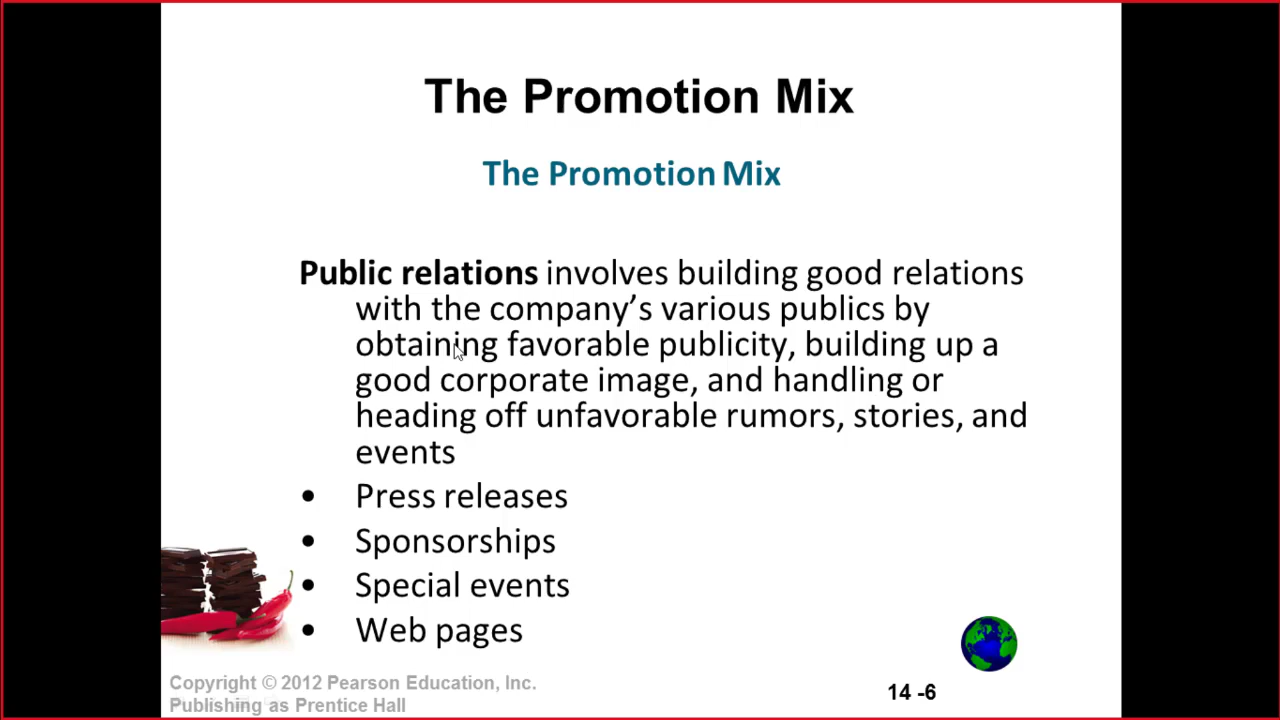 The Promotion Mix
The Promotion Mix
Public relations involves building good relations
with the company's various publics by
obtaining favorable publicity, building up a
good corporate image, and handling or
heading off unfavorable rumors, stories, and
events
• Press releases
• Sponsorships
• Special events
• Web pages
Copyright © 2012 Pearson Education, Inc.
Publishing as Prentice Hall
14 -6